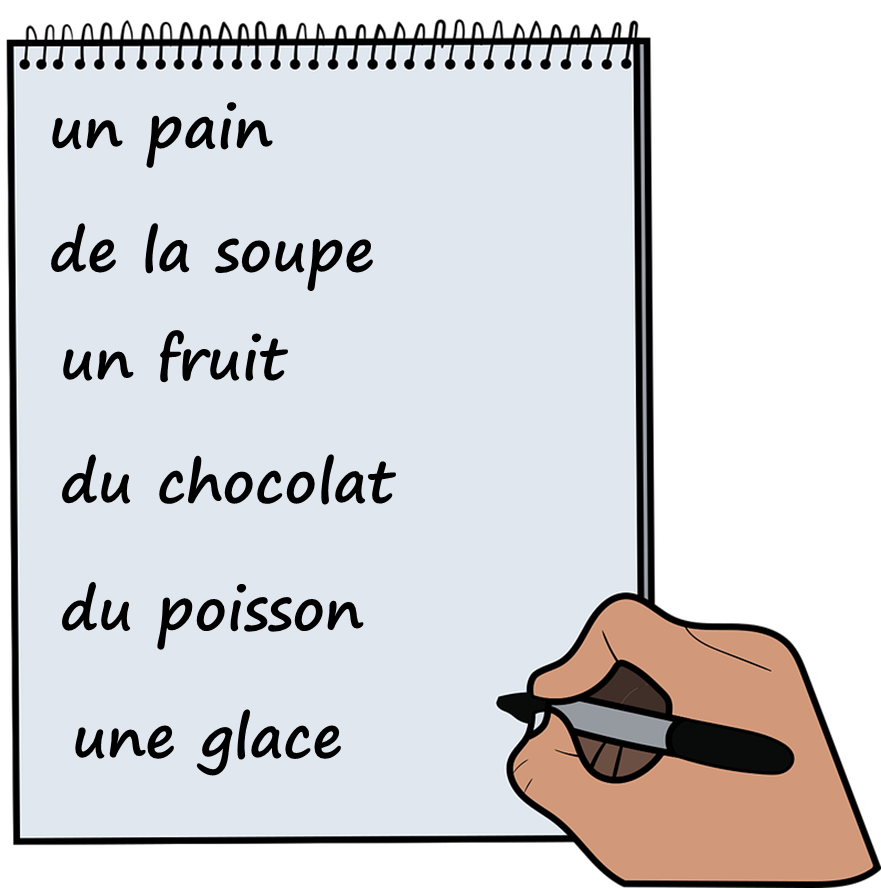 un pain
de la soupe
un fruit
du chocolat
du poisson
une glace